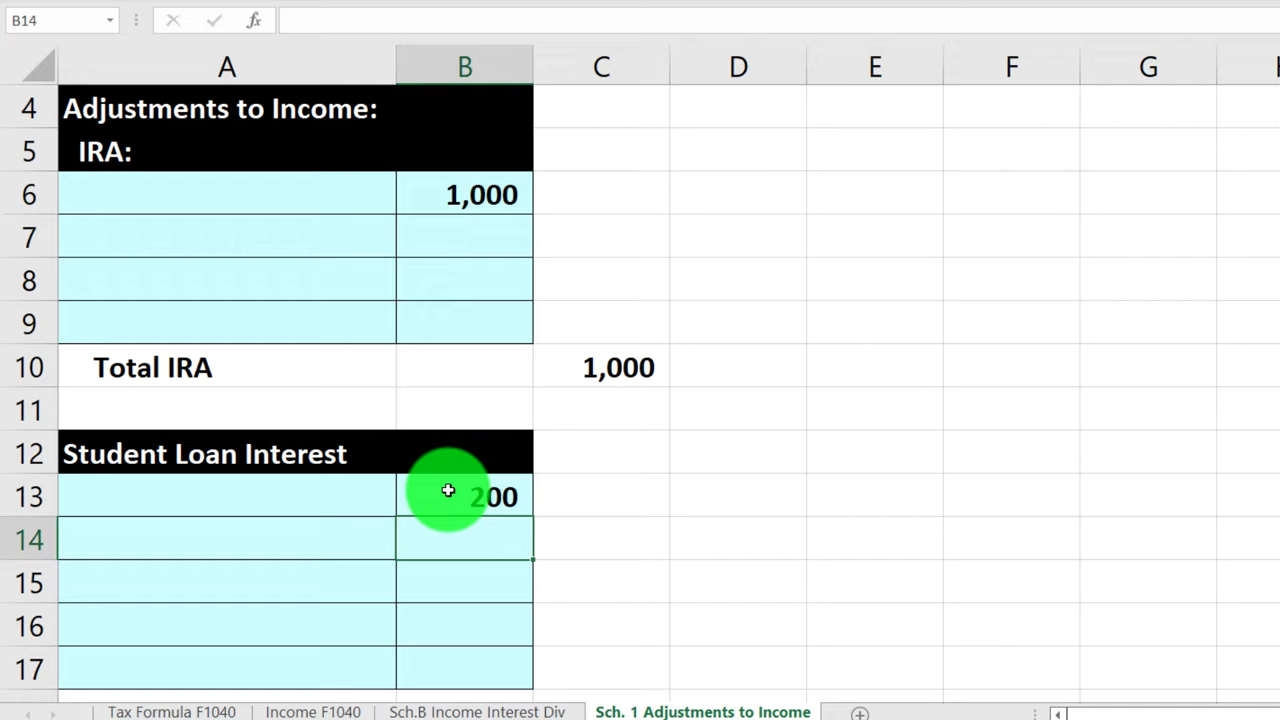 B14 fx
A B C D E F G
4 Adjustments to Income:
5 IRA:
6 1,000
7
8
9
10 Total IRA 1,000
11
12 Student Loan Interest
13 200
14
15
16
17
Tax Formula F1040 Income F1040 Sch.B Income Interest Div Sch. 1 Adjustments to Income